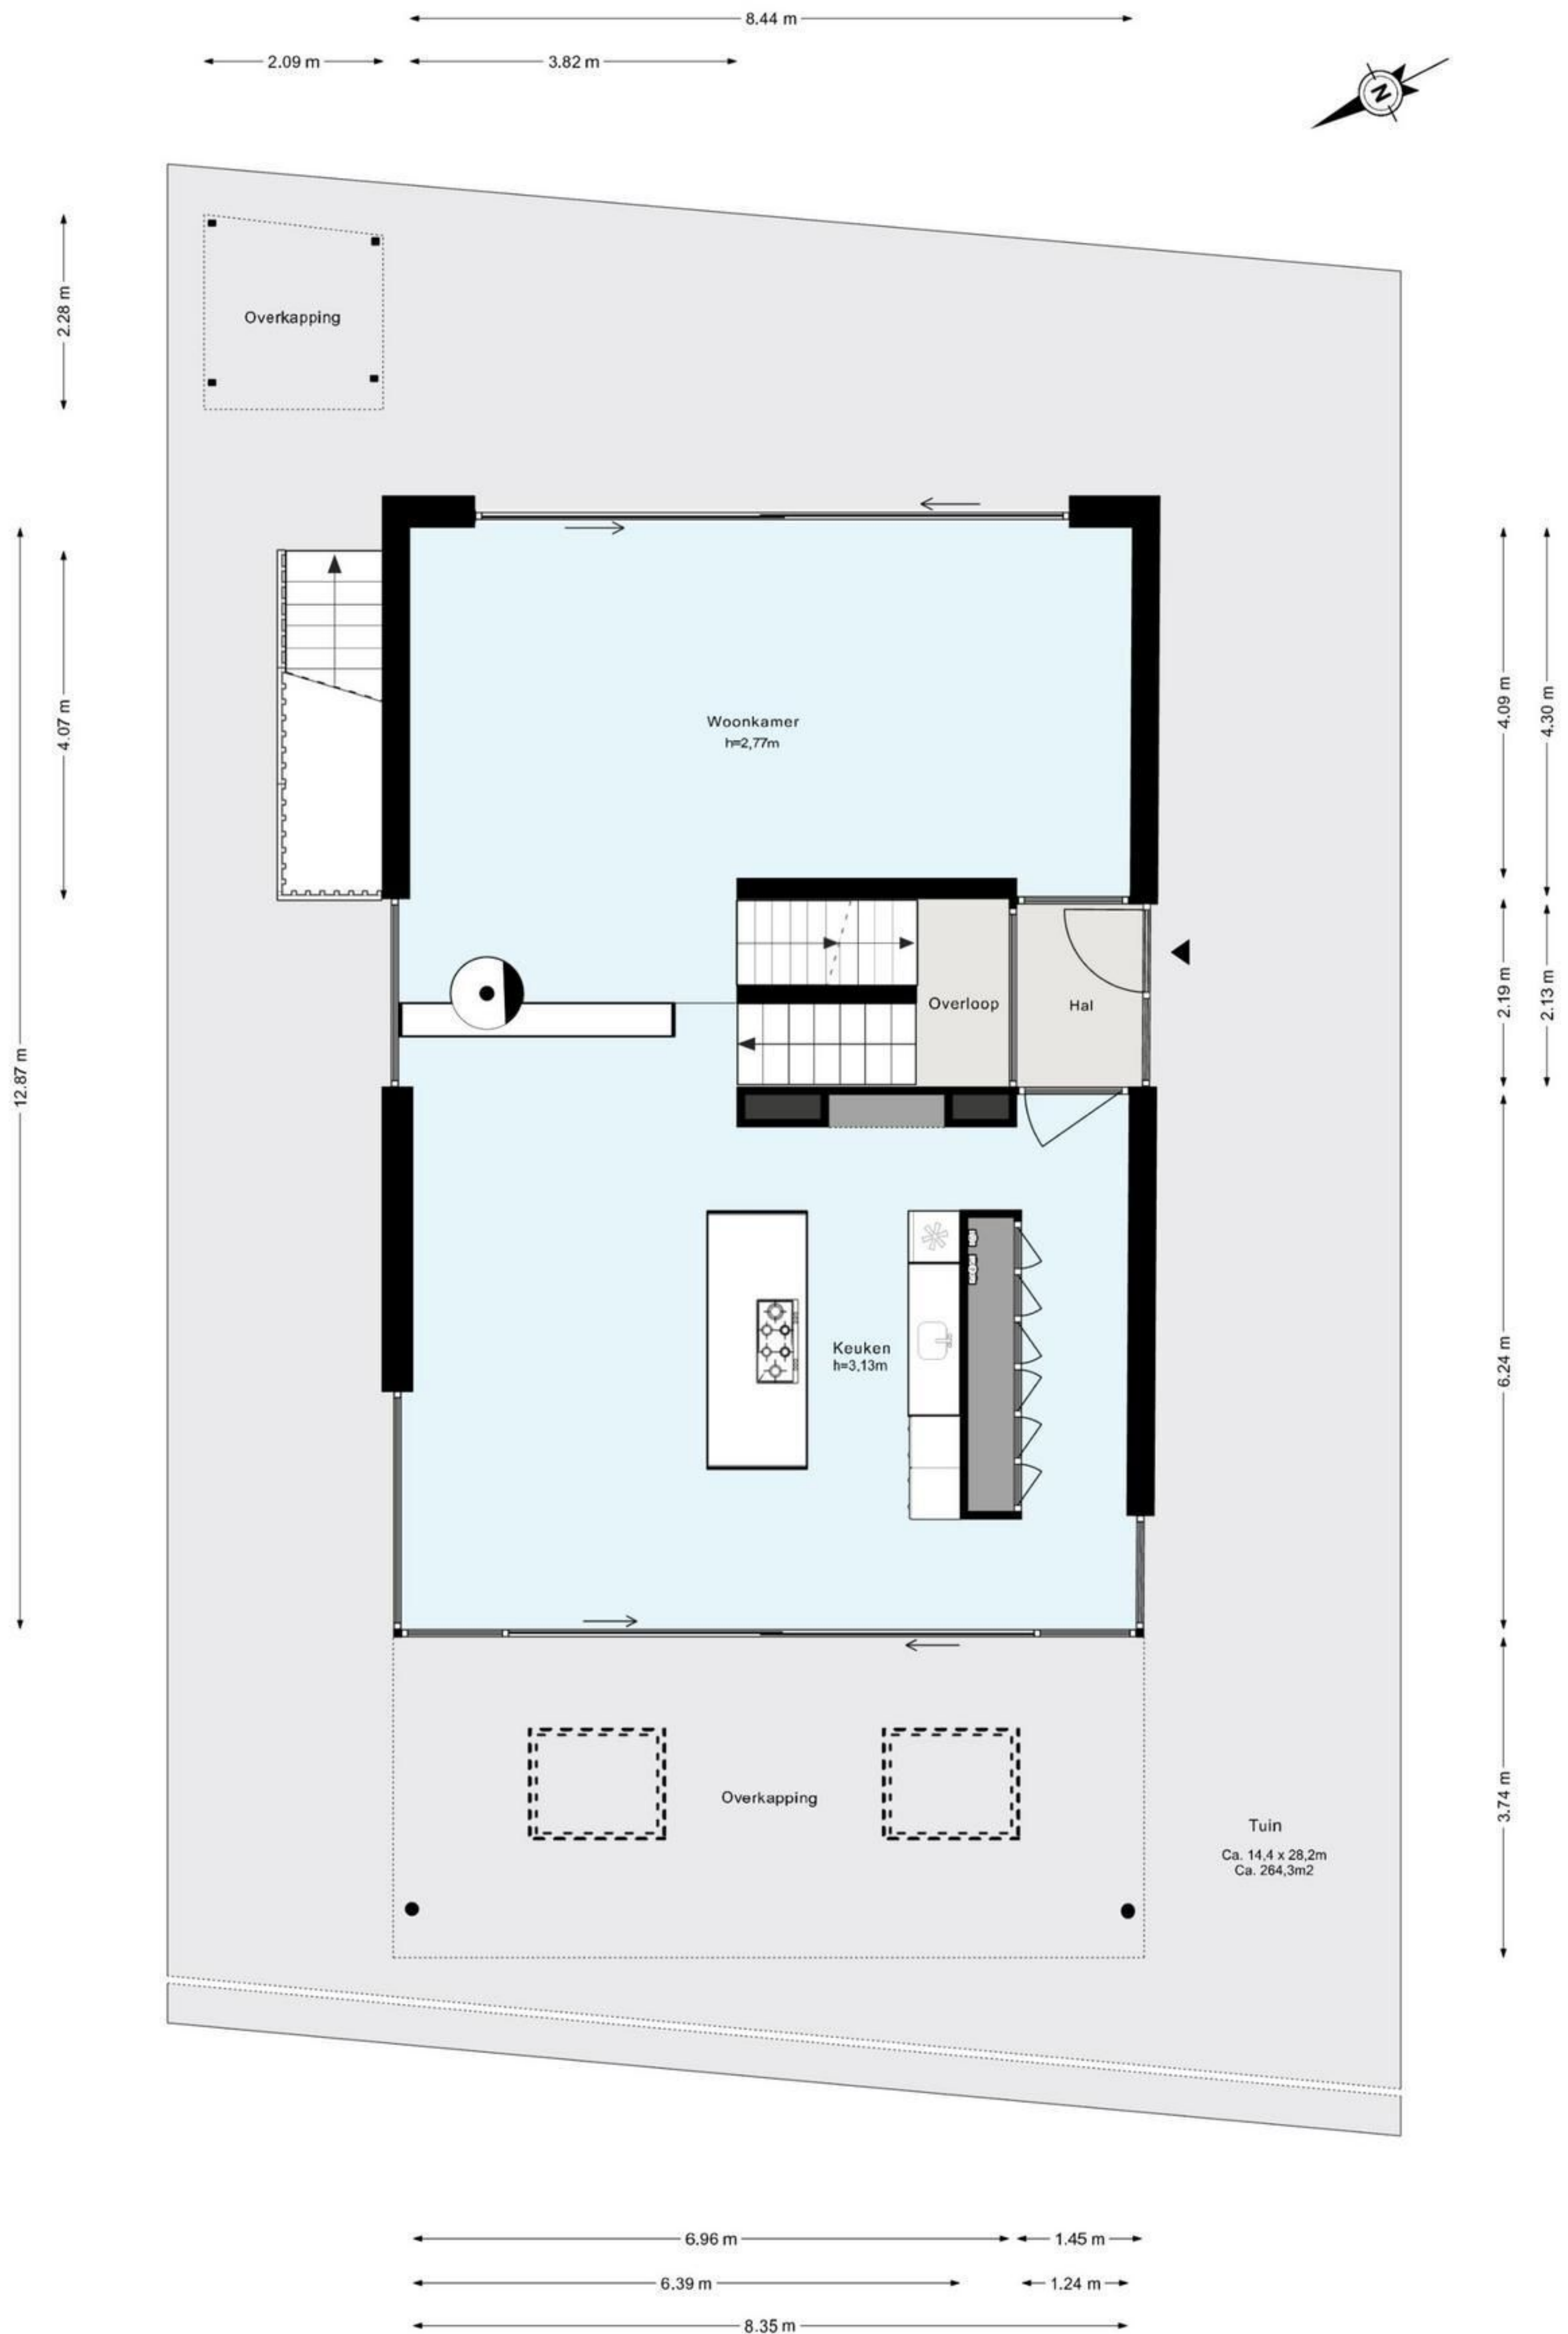 8.44 m
2.09 m
3.82 m
N
2.28 m
Overkapping
4.07 m
12.87 m
Woonkamer
h=2,77m
4.09 m
4.30 m
Overloop
Hal
2.19 m
2.13 m
Keuken
h=3,13m
6.24 m
Overkapping
3.74 m
Tuin
Ca. 14,4 x 28,2m
Ca. 264,3m2
6.96 m
1.45 m
6.39 m
1.24 m
8.35 m